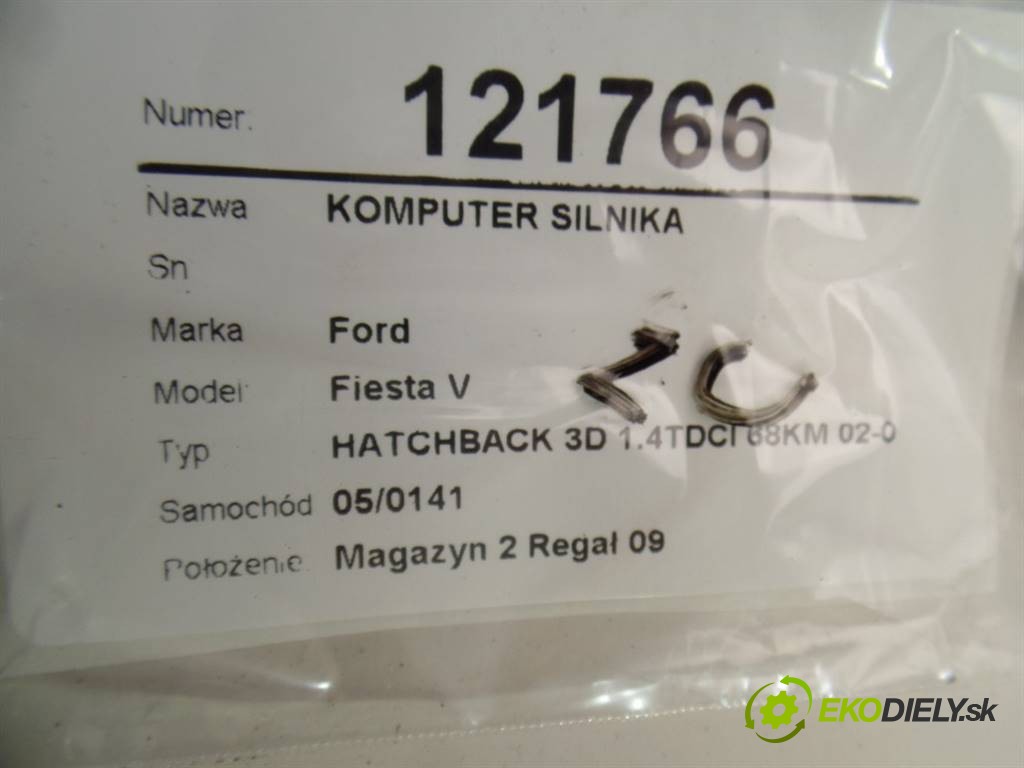 Numer. 121766
Nazwa KOMPUTER SILNIKA
Sn
Marka Ford
Model Fiesta V
Typ HATCHBACK 3D 1.4TDCI 68KM 02-0
Samochód 05/0141
Położenie Magazyn 2 Regał 09
EKODIELY.sk